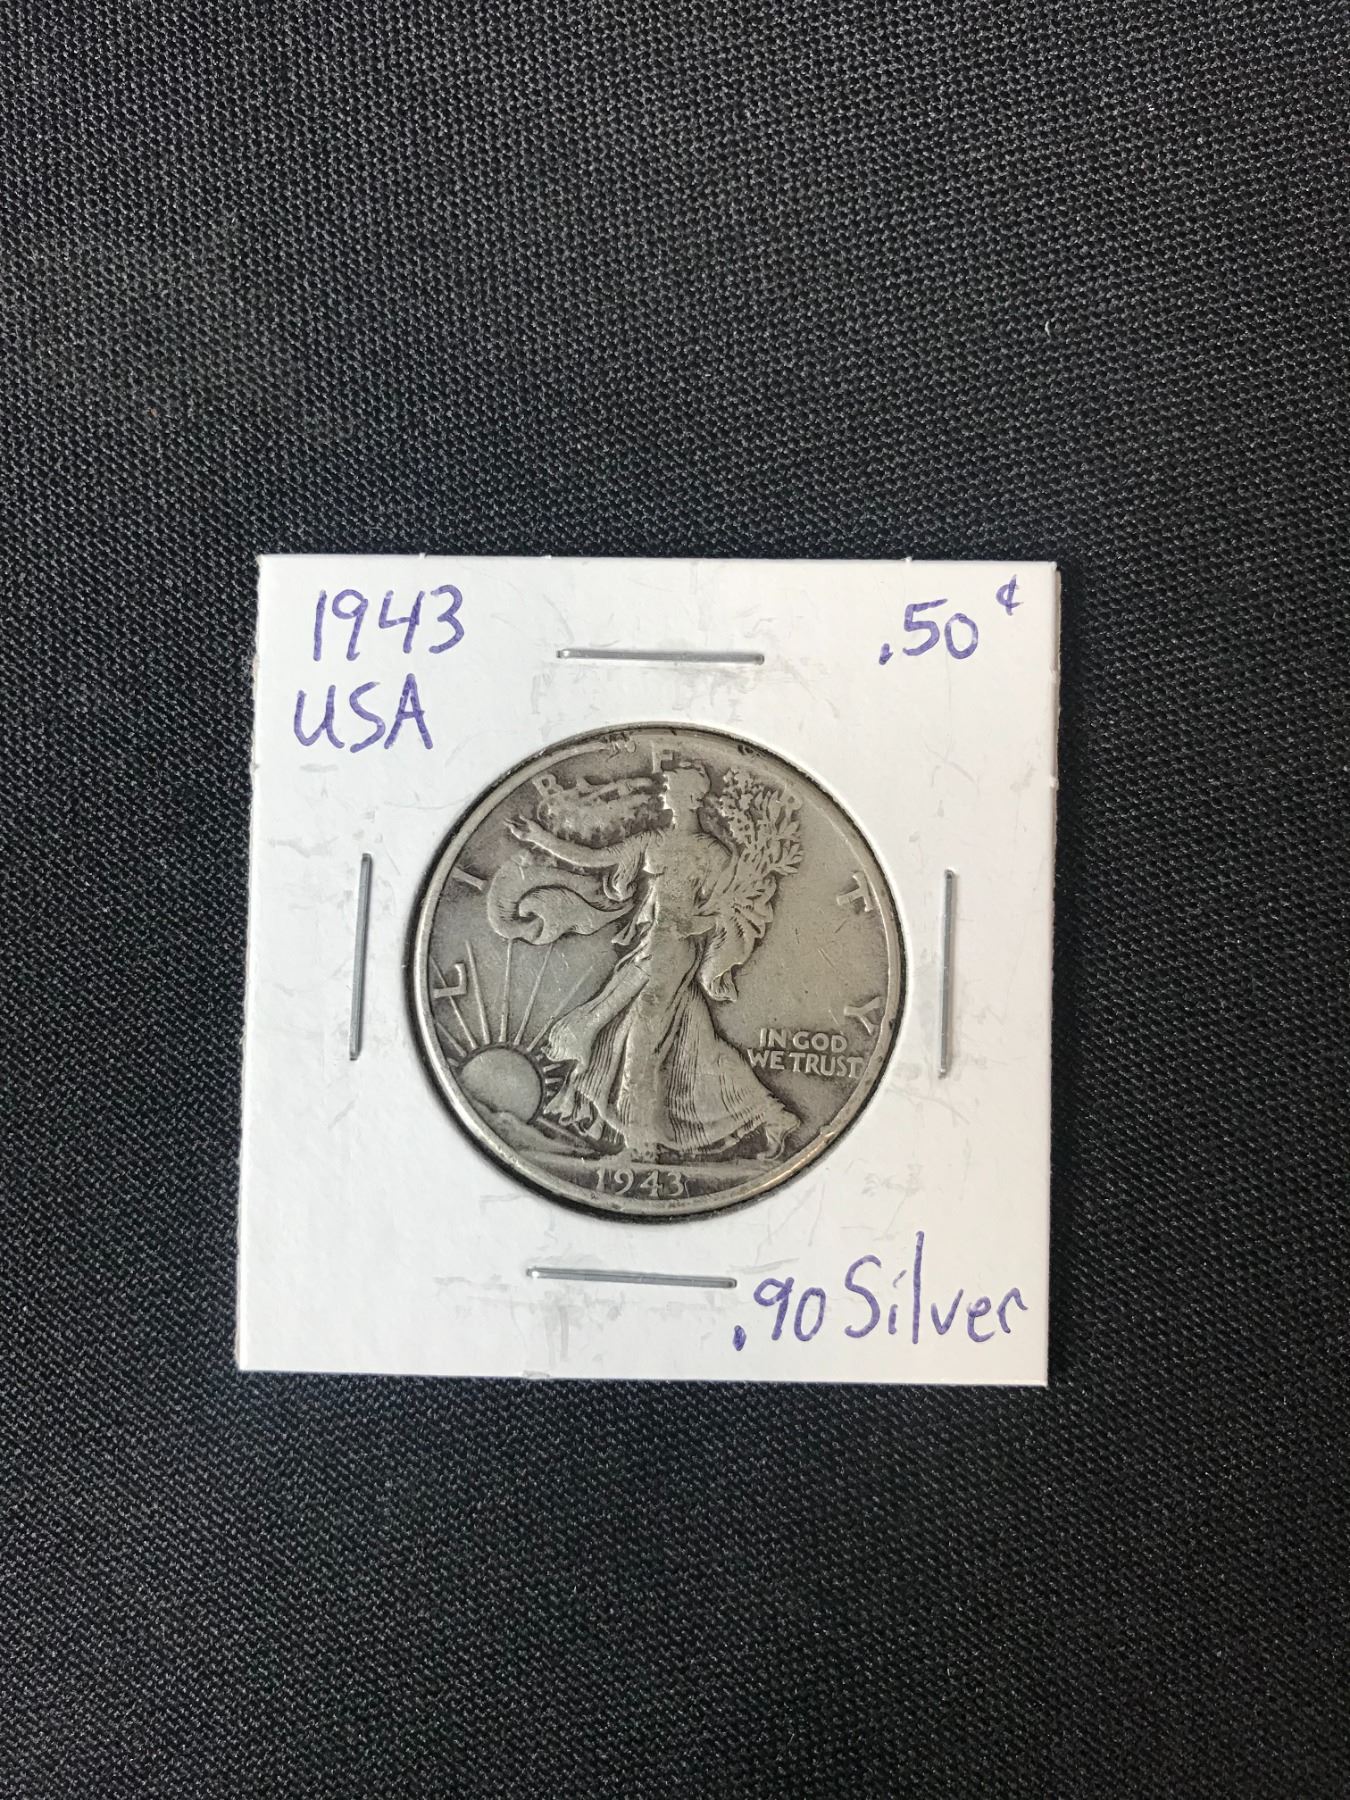 1943
USA
.50¢
LIBERTY
IN GOD
WE TRUST
1943
.90 Silver